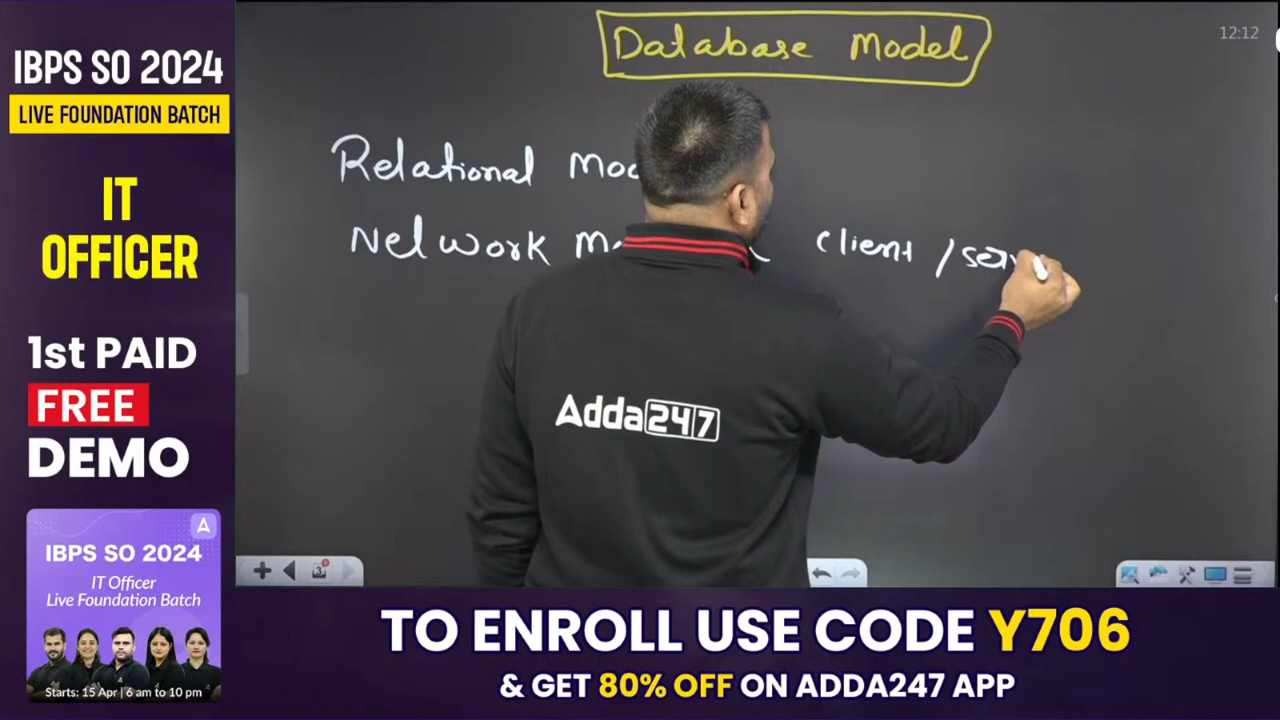 IBPS SO 2024
LIVE FOUNDATION BATCH
IT
OFFICER
1st PAID
FREE
DEMO
A
IBPS SO 2024
IT Officer
Live Foundation Batch
Starts: 15 Apr | 6 am to 10 pm
Database Model
12:12
Relational
Network
client /
Adda247
3
TO ENROLL USE CODE Y706
& GET 80% OFF ON ADDA247 APP